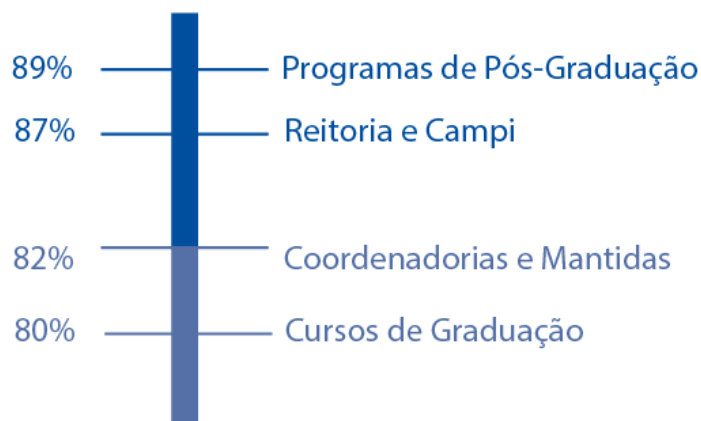 89% Programas de Pós-Graduação
87% Reitoria e Campi
82% Coordenadorias e Mantidas
80% Cursos de Graduação